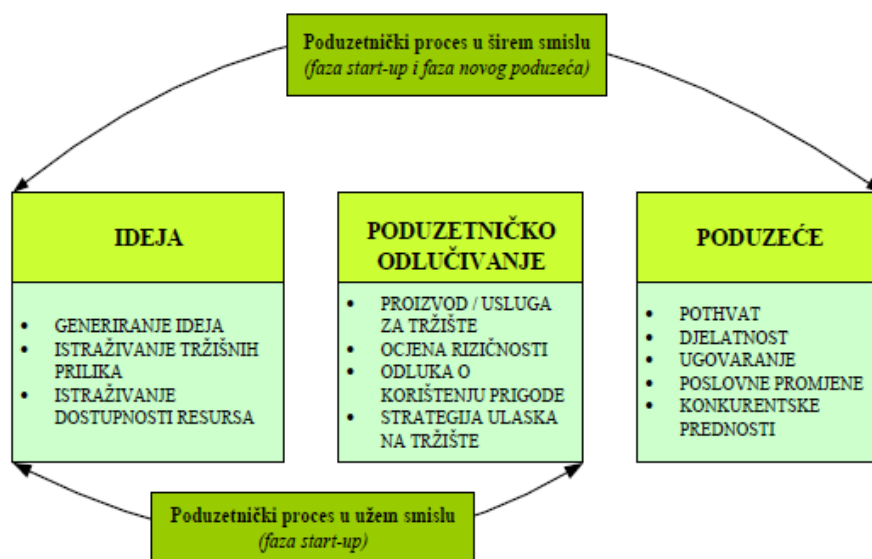 Poduzetnički proces u širem smislu
(faza start-up i faza novog poduzeća)
IDEJA
• GENERIRANJE IDEJA
• ISTRAŽIVANJE TRŽIŠNIH
PRILIKA
• ISTRAŽIVANJE
DOSTUPNOSTI RESURSA
PODUZETNIČKO
ODLUČIVANJE
• PROIZVOD / USLUGA
ZA TRŽIŠTE
• OCJENA RIZIČNOSTI
• ODLUKA O
KORIŠTENJU PRIGODE
• STRATEGIJA ULASKA
NA TRŽIŠTE
PODUZEĆE
• POTHVAT
• DJELATNOST
• UGOVARANJE
• POSLOVNE PROMJENE
• KONKURENTSKE
PREDNOSTI
Poduzetnički proces u užem smislu
(faza start-up)